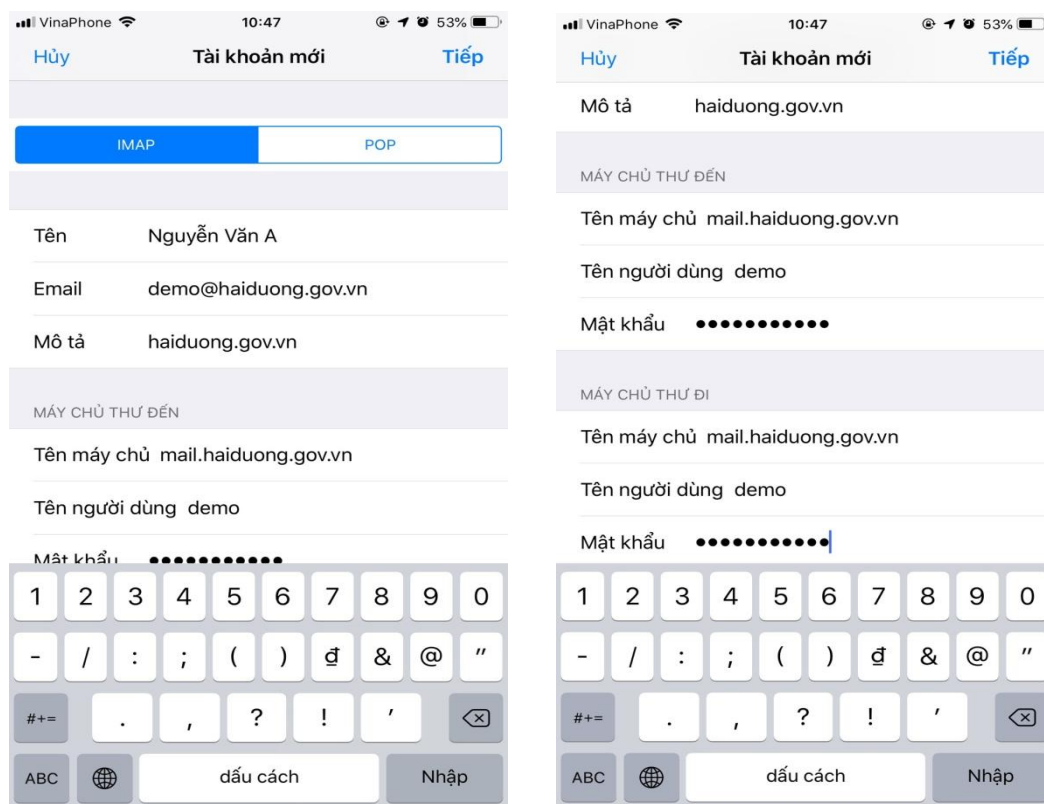 VinaPhone 10:47 53%
Hủy Tài khoản mới Tiếp
IMAP POP
Tên Nguyễn Văn A
Email demo@haiduong.gov.vn
Mô tả haiduong.gov.vn
MÁY CHỦ THƯ ĐẾN
Tên máy chủ mail.haiduong.gov.vn
Tên người dùng demo
Mật khẩu ●●●●●●●●●●●
1 2 3 4 5 6 7 8 9 0
- / : ; ( ) ₫ & @ "
#+= . , ? ! ’
ABC dấu cách Nhập
VinaPhone 10:47 53%
Hủy Tài khoản mới Tiếp
Mô tả haiduong.gov.vn
MÁY CHỦ THƯ ĐẾN
Tên máy chủ mail.haiduong.gov.vn
Tên người dùng demo
Mật khẩu ●●●●●●●●●●●
MÁY CHỦ THƯ ĐI
Tên máy chủ mail.haiduong.gov.vn
Tên người dùng demo
Mật khẩu ●●●●●●●●●●●
1 2 3 4 5 6 7 8 9 0
- / : ; ( ) ₫ & @ "
#+= . , ? ! ’
ABC dấu cách Nhập